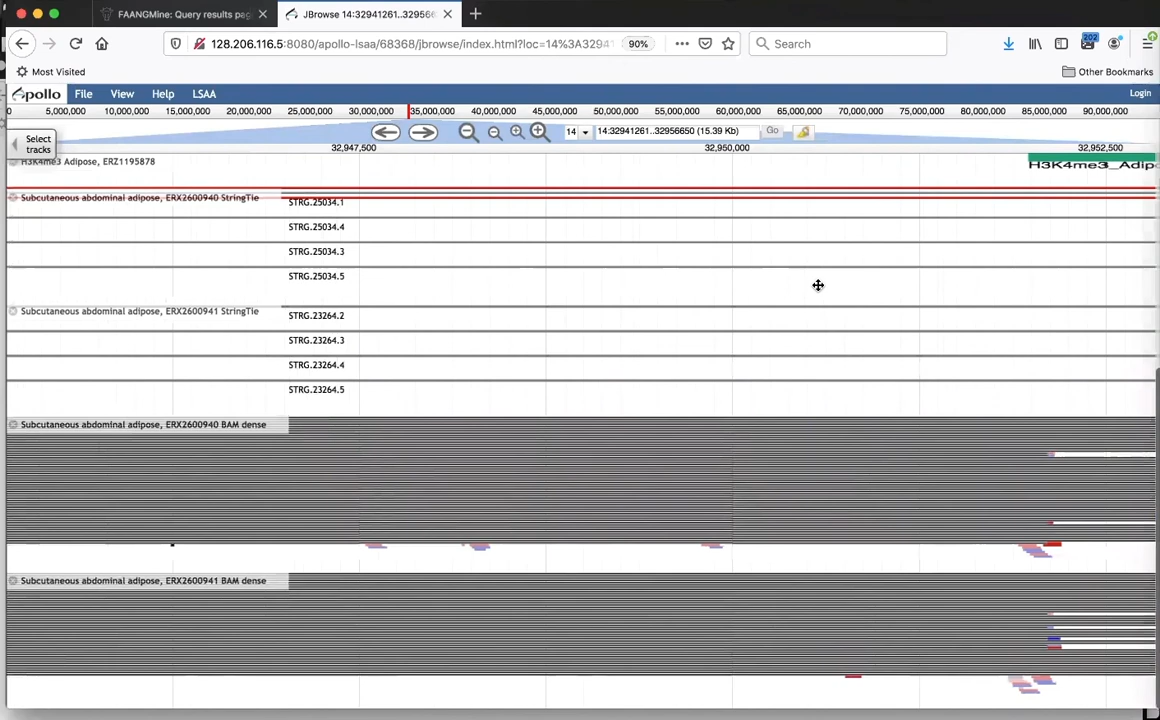 FAANGMine: Query results pag
JBrowse 14:32941261..329566
128.206.116.5:8080/apollo-lsaa/68368/jbrowse/index.html?loc=14%3A3294
90%
Search
202
Most Visited
Other Bookmarks
Apollo File View Help LSAA
Login
0 5,000,000 10,000,000 15,000,000 20,000,000 25,000,000 30,000,000 35,000,000 40,000,000 45,000,000 50,000,000 55,000,000 60,000,000 65,000,000 70,000,000 75,000,000 80,000,000 85,000,000 90,000,000
14
14:32941261..32956650 (15.39 Kb)
Go
Select
tracks
32,947,500 32,950,000 32,952,500
H3K4me3 Adipose, ERZ1195878
H3K4me3_Adipo
Subcutaneous abdominal adipose, ERX2600940 StringTie
STRG.25034.1
STRG.25034.4
STRG.25034.3
STRG.25034.5
Subcutaneous abdominal adipose, ERX2600941 StringTie
STRG.23264.2
STRG.23264.3
STRG.23264.4
STRG.23264.5
Subcutaneous abdominal adipose, ERX2600940 BAM dense
Subcutaneous abdominal adipose, ERX2600941 BAM dense